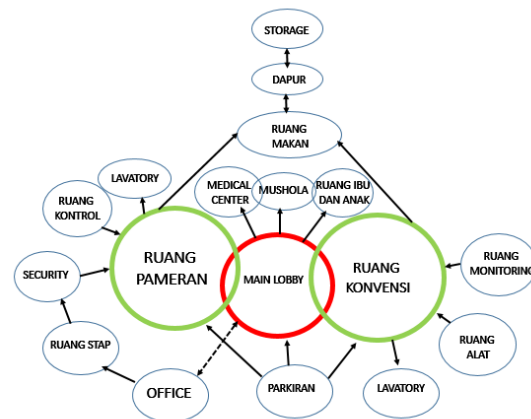 STORAGE
DAPUR
RUANG
MAKAN
LAVATORY
MEDICAL
CENTER
MUSHOLA
RUANG IBU
DAN ANAK
RUANG
KONTROL
RUANG
PAMERAN
MAIN LOBBY
RUANG
KONVENSI
RUANG
MONITORING
SECURITY
RUANG STAP
RUANG
ALAT
OFFICE
PARKIRAN
LAVATORY